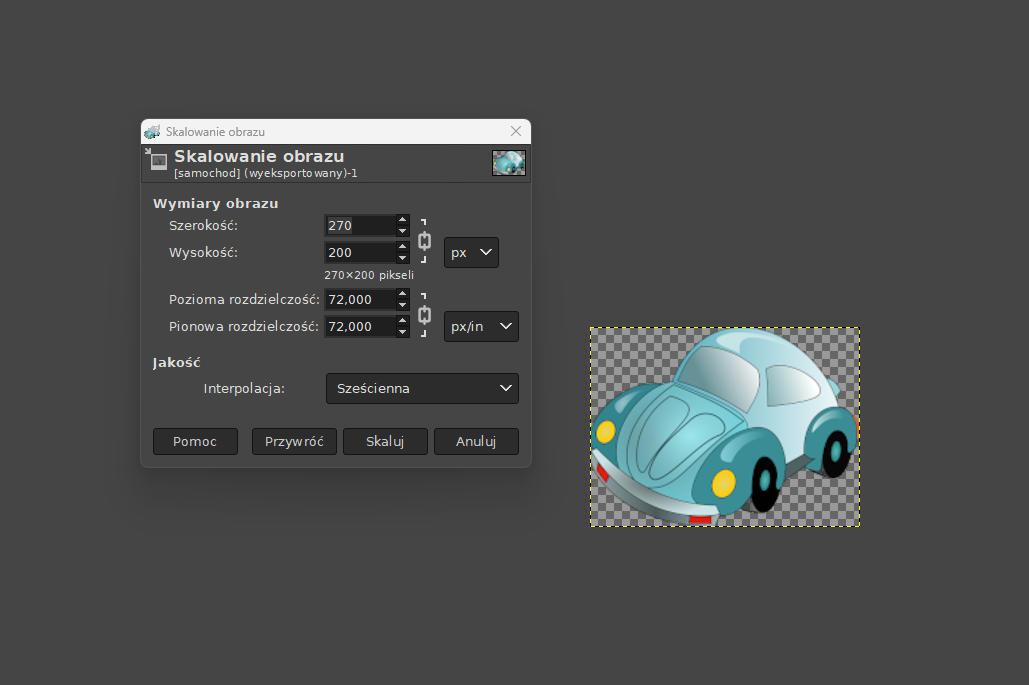 Skalowanie obrazu
Skalowanie obrazu
[samochod] (wyeksportowany)-1
Wymiary obrazu
Szerokość: 270
Wysokość: 200 px
270×200 pikseli
Pozioma rozdzielczość: 72,000
Pionowa rozdzielczość: 72,000 px/in
Jakość
Interpolacja: Sześcienna
Pomoc Przywróć Skaluj Anuluj